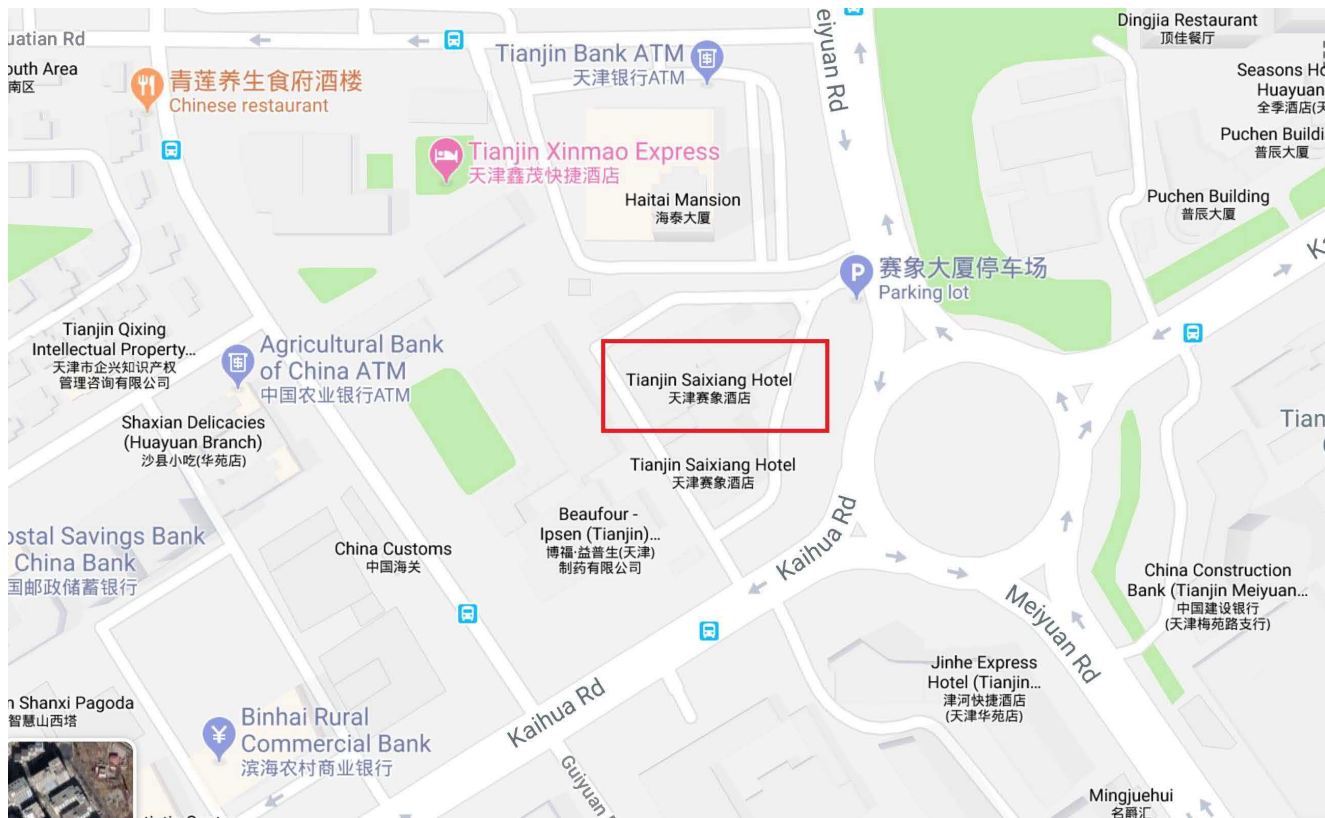 uatian Rd
outh Area
南区
青莲养生食府酒楼
Chinese restaurant
Tianjin Bank ATM
天津银行ATM
eiyuan Rd
Dingjia Restaurant
顶佳餐厅
Seasons Ho
Huayuan
全季酒店(天
Puchen Buildi
普辰大厦
Tianjin Xinmao Express
天津鑫茂快捷酒店
Haitai Mansion
海泰大厦
Puchen Building
普辰大厦
P
赛象大厦停车场
Parking lot
Tianjin Qixing
Intellectual Property...
天津市企兴知识产权
管理咨询有限公司
Agricultural Bank
of China ATM
中国农业银行ATM
Tianjin Saixiang Hotel
天津赛象酒店
Shaxian Delicacies
(Huayuan Branch)
沙县小吃(华苑店)
Tian
Tianjin Saixiang Hotel
天津赛象酒店
Beaufour -
Ipsen (Tianjin)...
博福·益普生(天津)
制药有限公司
ostal Savings Bank
China Bank
国邮政储蓄银行
China Customs
中国海关
Kaihua Rd
Meiyuan Rd
China Construction
Bank (Tianjin Meiyuan...
中国建设银行
(天津梅苑路支行)
Jinhe Express
Hotel (Tianjin...
津河快捷酒店
(天津华苑店)
n Shanxi Pagoda
智慧山西塔
¥
Binhai Rural
Commercial Bank
滨海农村商业银行
Kaihua Rd
Guiyuan
Mingjuehui
名爵汇